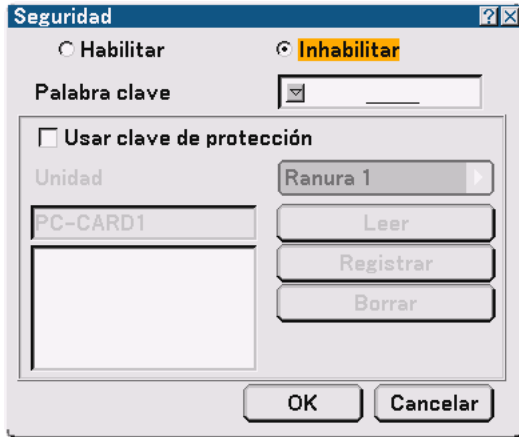 Seguridad
Habilitar Inhabilitar
Palabra clave
Usar clave de protección
Unidad Ranura 1
PC-CARD1 Leer
Registrar
Borrar
OK Cancelar